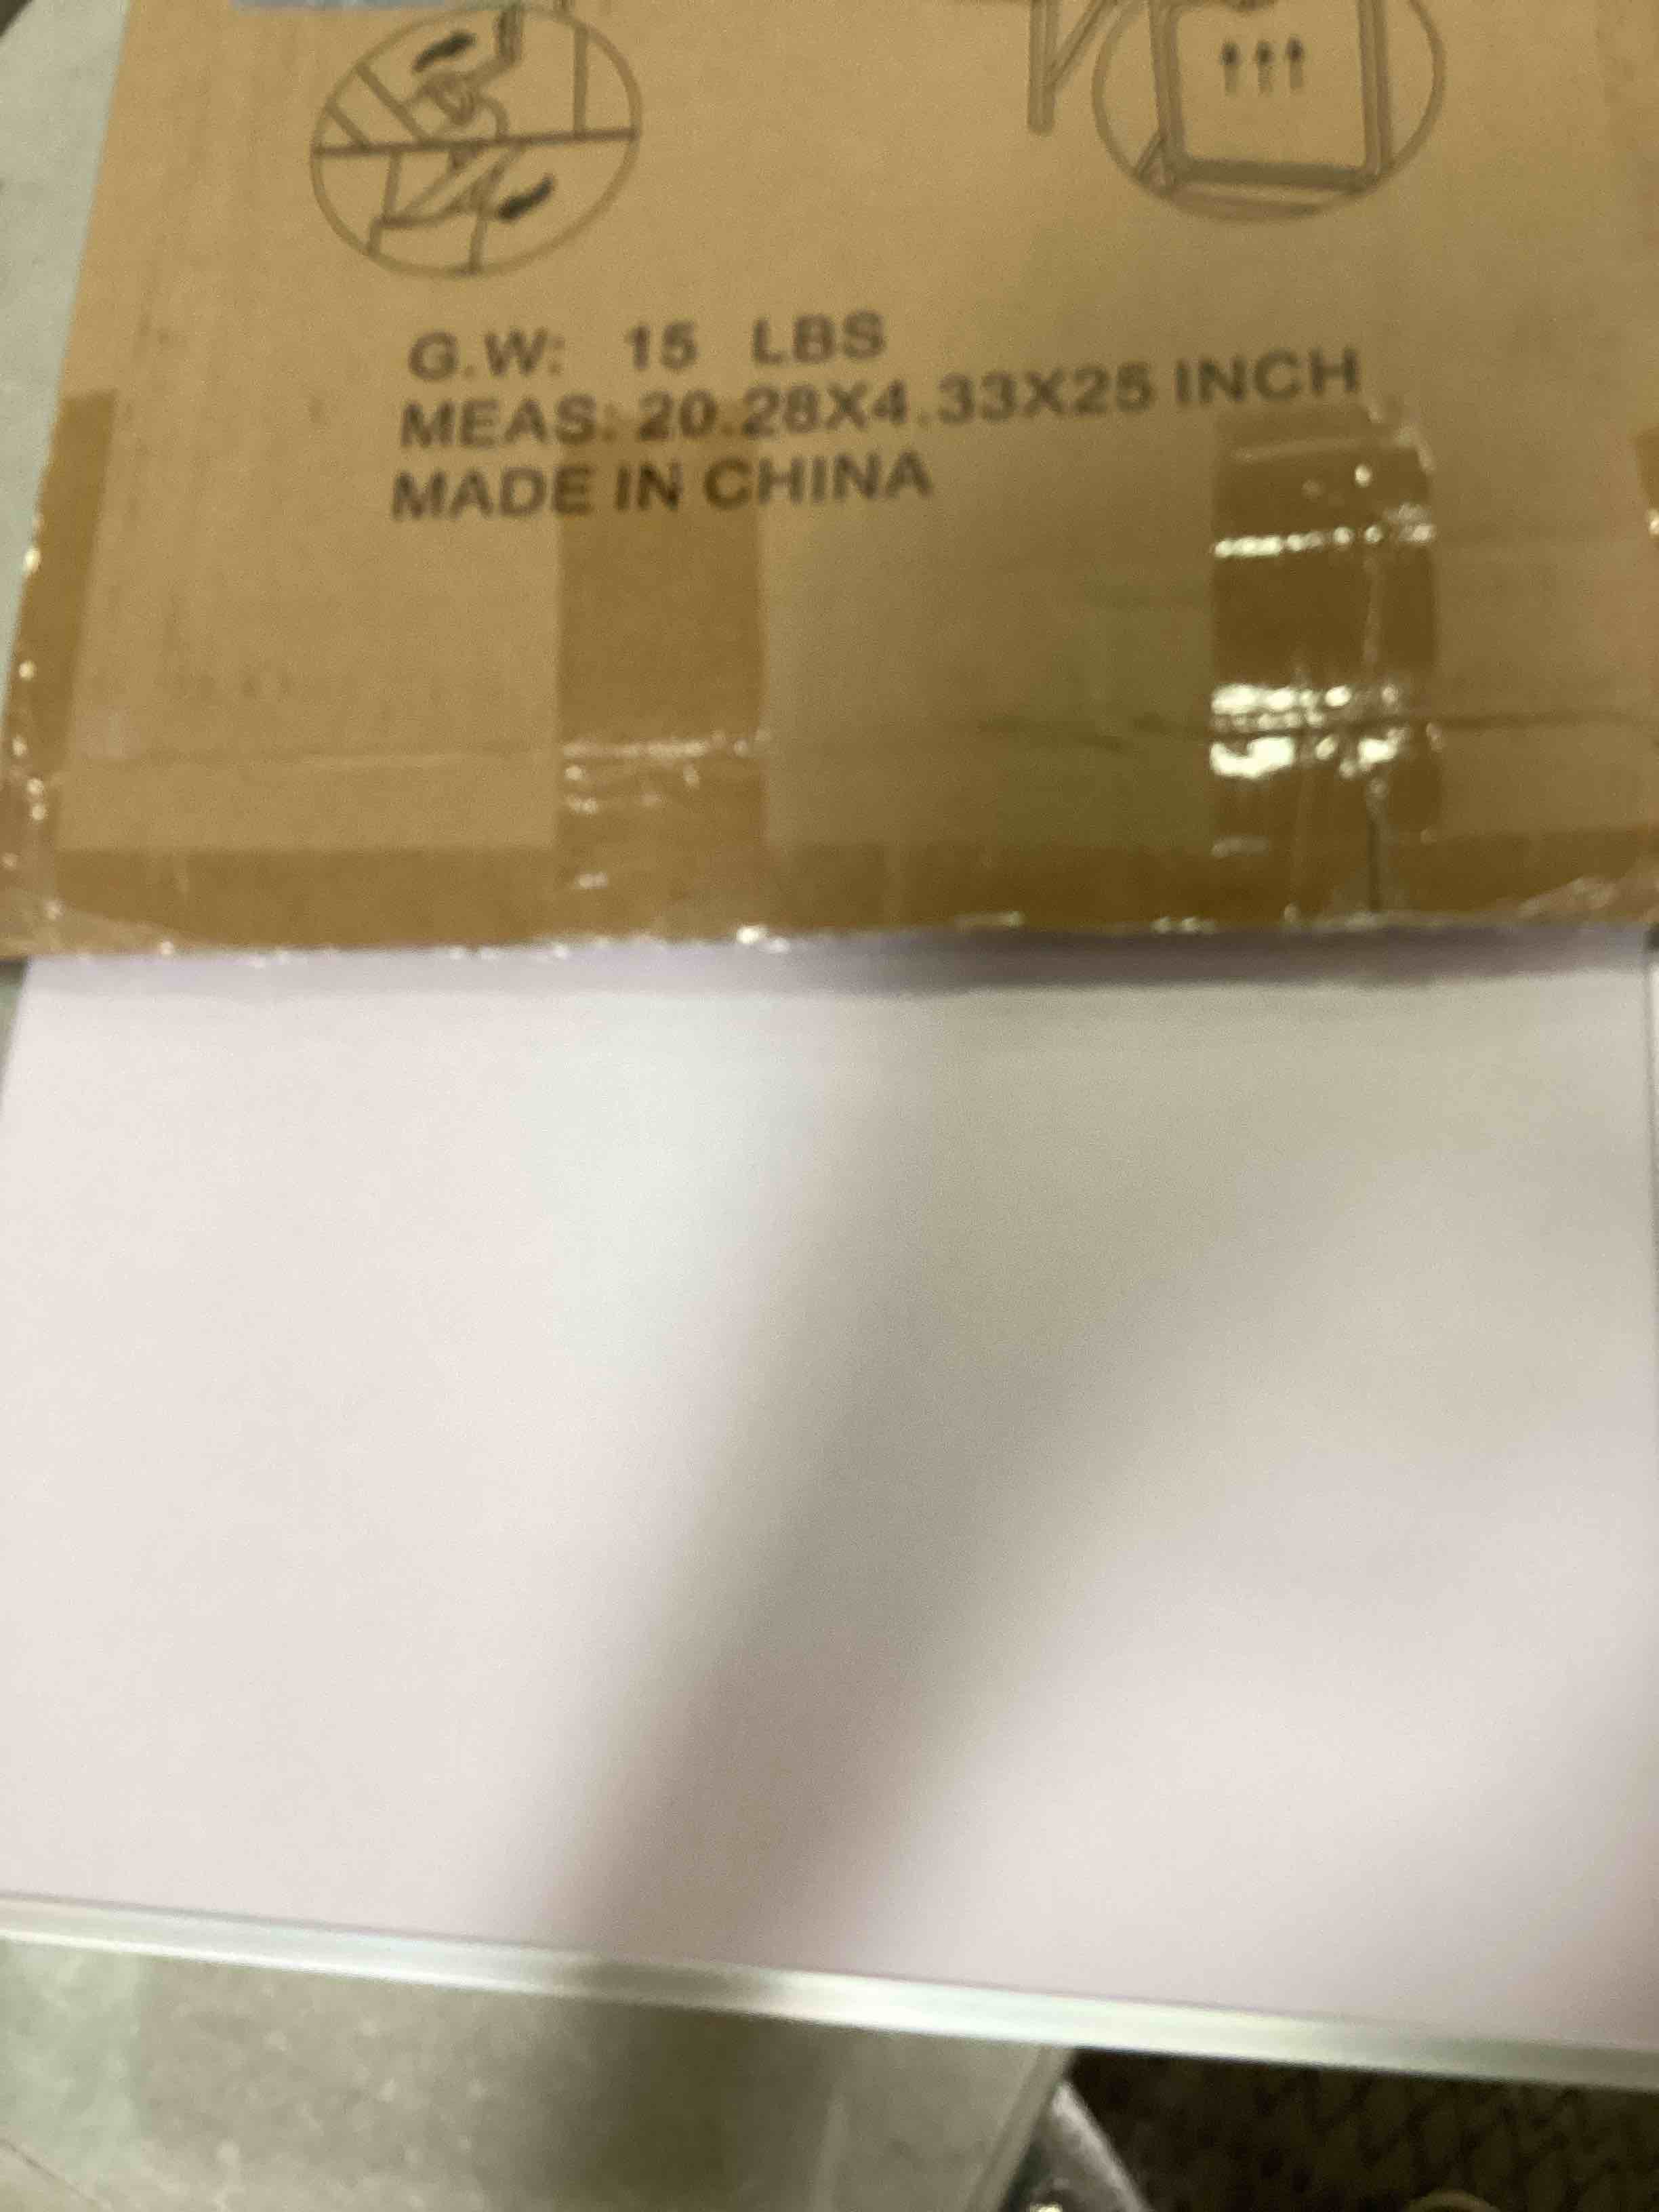 G.W: 15 LBS
MEAS: 20.28X4.33X25 INCH
MADE IN CHINA